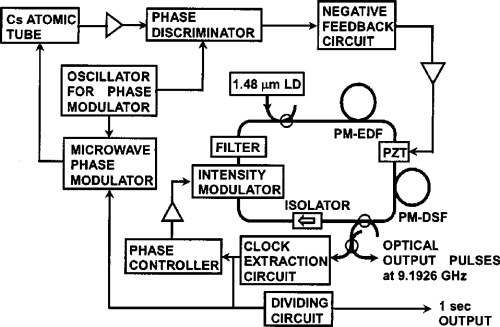 Cs ATOMIC
TUBE
PHASE
DISCRIMINATOR
NEGATIVE
FEEDBACK
CIRCUIT
OSCILLATOR
FOR PHASE
MODULATOR
1.48 μm LD
PM-EDF
MICROWAVE
PHASE
MODULATOR
FILTER
PZT
INTENSITY
MODULATOR
ISOLATOR
PM-DSF
PHASE
CONTROLLER
CLOCK
EXTRACTION
CIRCUIT
OPTICAL
OUTPUT PULSES
at 9.1926 GHz
DIVIDING
CIRCUIT
1 sec
OUTPUT